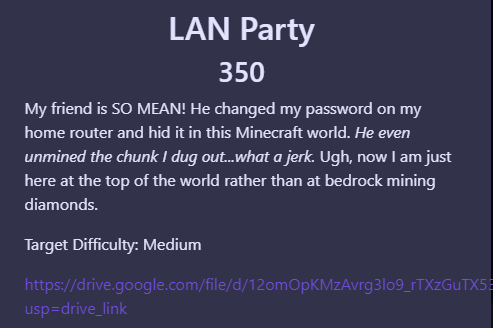 LAN Party
350
My friend is SO MEAN! He changed my password on my
home router and hid it in this Minecraft world. He even
unmined the chunk I dug out...what a jerk. Ugh, now I am just
here at the top of the world rather than at bedrock mining
diamonds.
Target Difficulty: Medium
https://drive.google.com/file/d/12omOpKMzAvrg3lo9_rTXzGuTX53
usp=drive_link